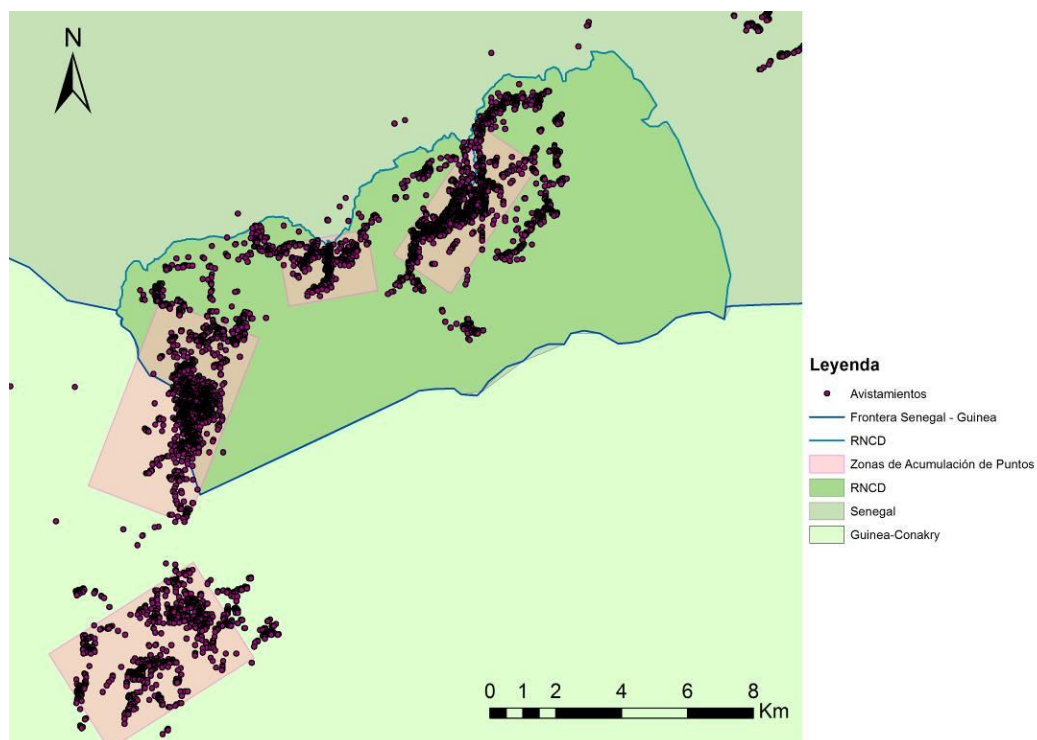 N
Leyenda
Avistamientos
Frontera Senegal - Guinea
RNCD
Zonas de Acumulación de Puntos
RNCD
Senegal
Guinea-Conakry
0 1 2 4 6 8
Km